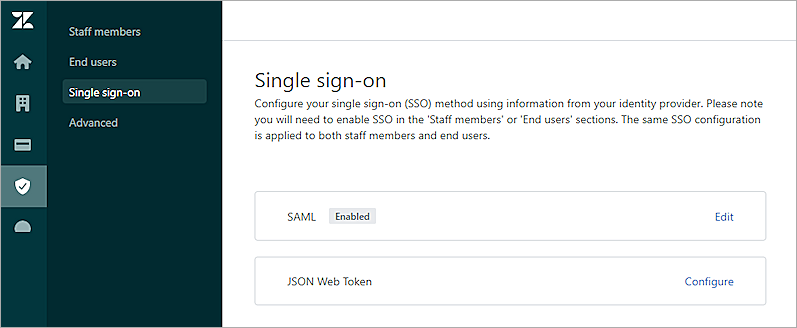 Staff members
End users
Single sign-on
Advanced
Single sign-on
Configure your single sign-on (SSO) method using information from your identity provider. Please note
you will need to enable SSO in the 'Staff members' or 'End users' sections. The same SSO configuration
is applied to both staff members and end users.
SAML Enabled Edit
JSON Web Token Configure